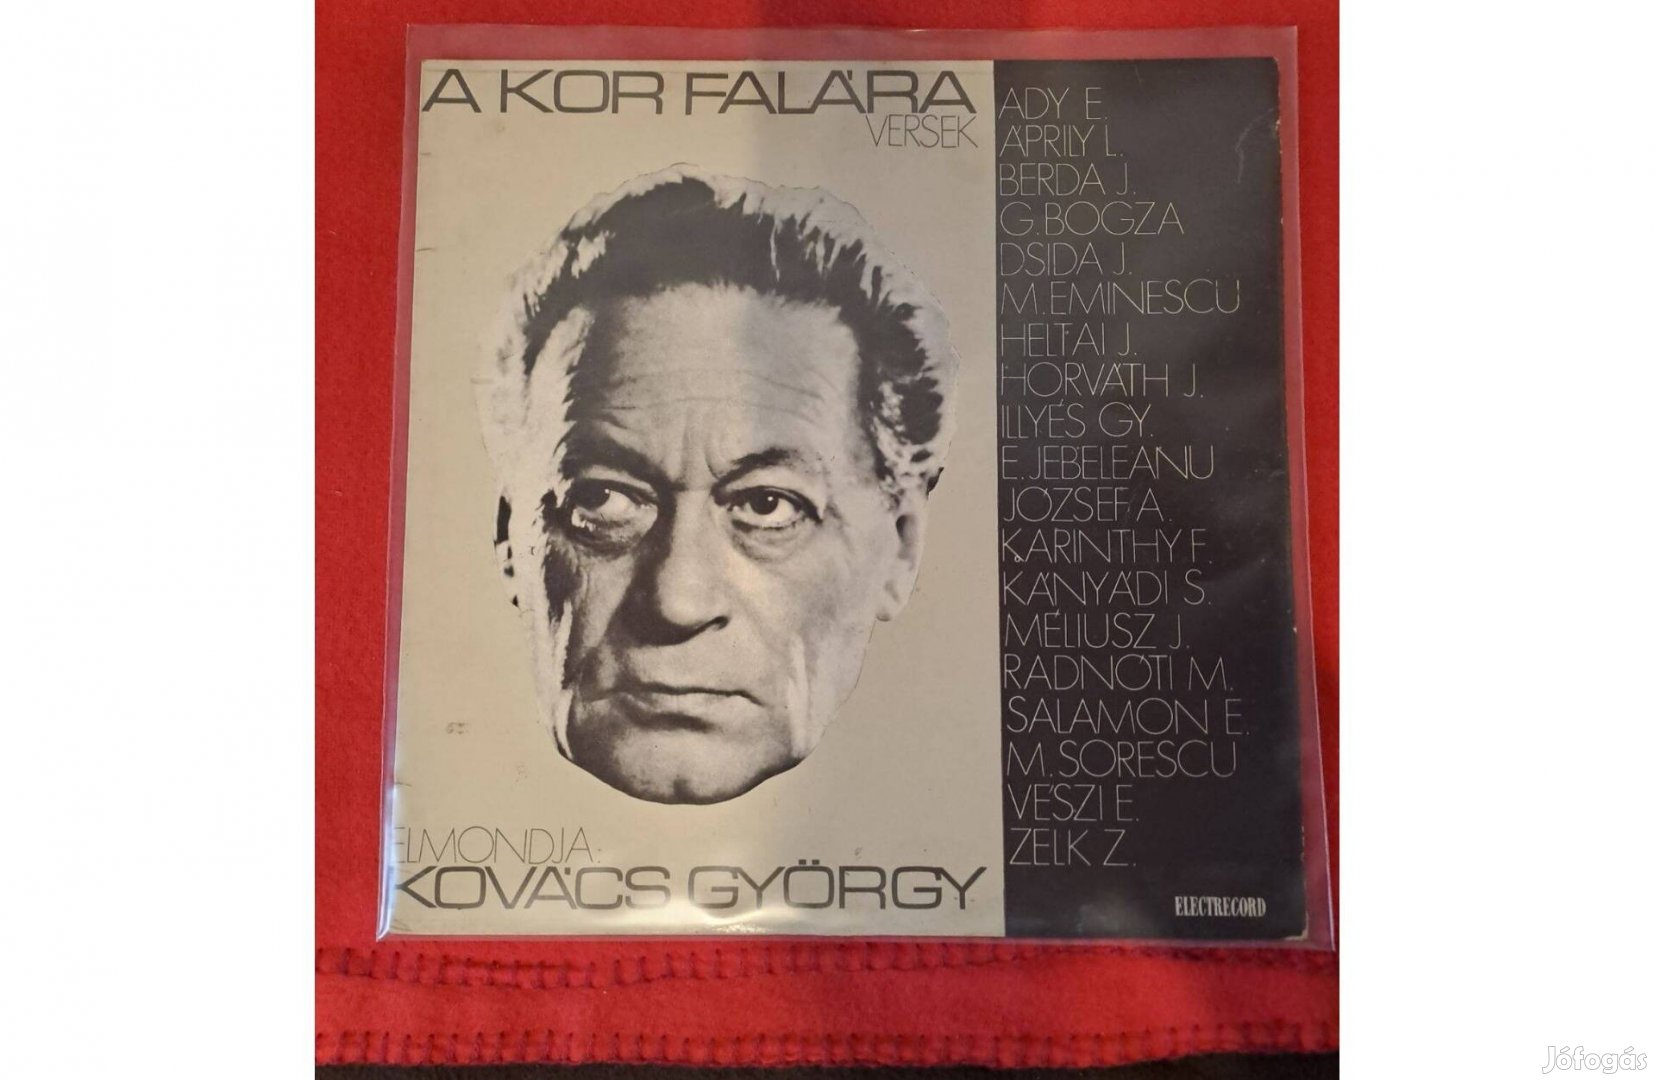 A KOR FALÁRA
VERSEK
ELMONDJA:
KOVÁCS GYÖRGY
ADY E.
ÁPRILY L.
BERDA J.
G. BOGZA
DSIDA J.
M. EMINESCU
HELTAI J.
HORVÁTH J.
ILLYÉS GY.
E. JEBELEANU
JÓZSEF A.
KARINTHY F.
KÁNYÁDI S.
MÉLIUSZ J.
RADNÓTI M.
SALAMON E.
M. SORESCU
VÉSZI E.
ZELK Z.
ELECTRECORD
Jófogás